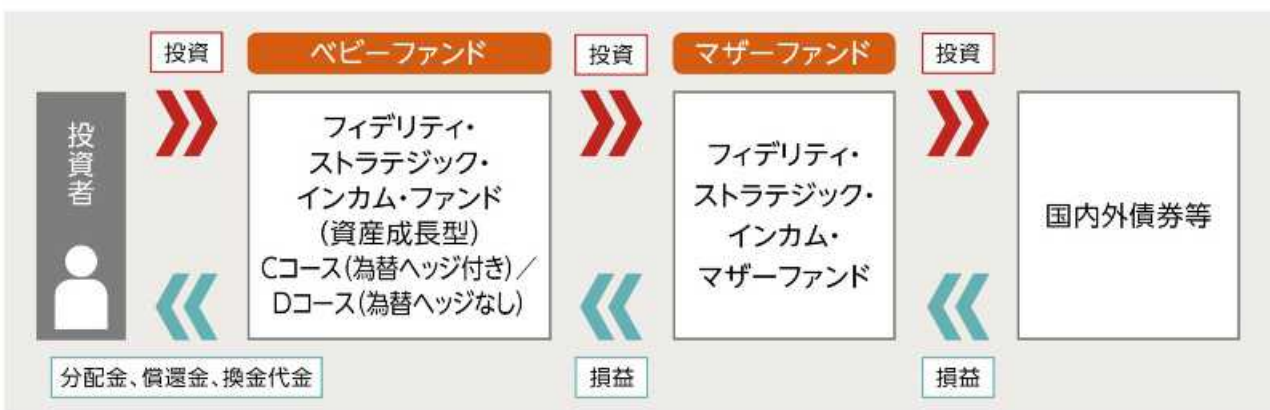 投資
ベビーファンド
投資
マザーファンド
投資
投資者
フィデリティ・
ストラテジック・
インカム・ファンド
(資産成長型)
Cコース(為替ヘッジ付き)／
Dコース(為替ヘッジなし)
フィデリティ・
ストラテジック・
インカム・
マザーファンド
国内外債券等
分配金、償還金、換金代金
損益
損益